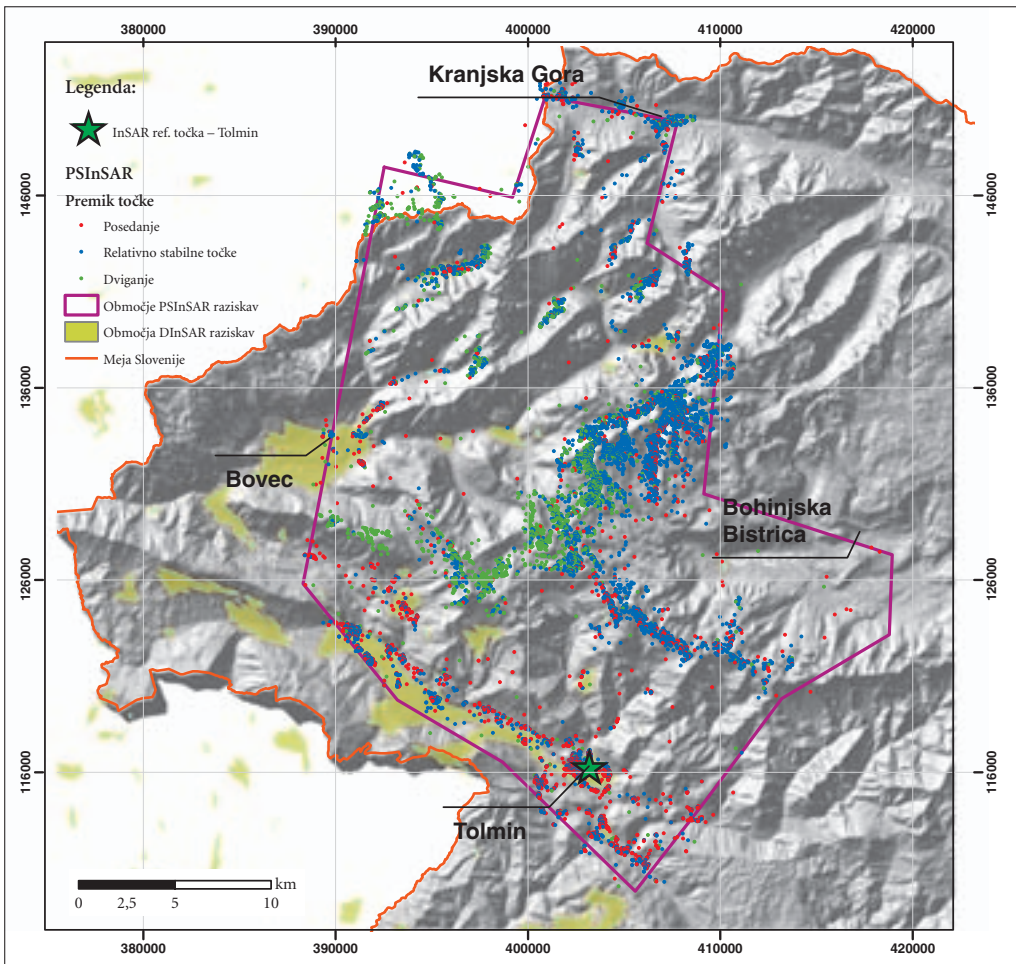 380000 390000 400000 410000 420000
Kranjska Gora
Legenda:
InSAR ref. točka – Tolmin
PSInSAR
Premik točke
Posedanje
Relativno stabilne točke
Dviganje
Območje PSInSAR raziskav
Območja DInSAR raziskav
Meja Slovenije
146000 146000
136000 136000
Bovec
Bohinjska
Bistrica
126000 126000
116000 116000
Tolmin
km
0 2,5 5 10
380000 390000 400000 410000 420000